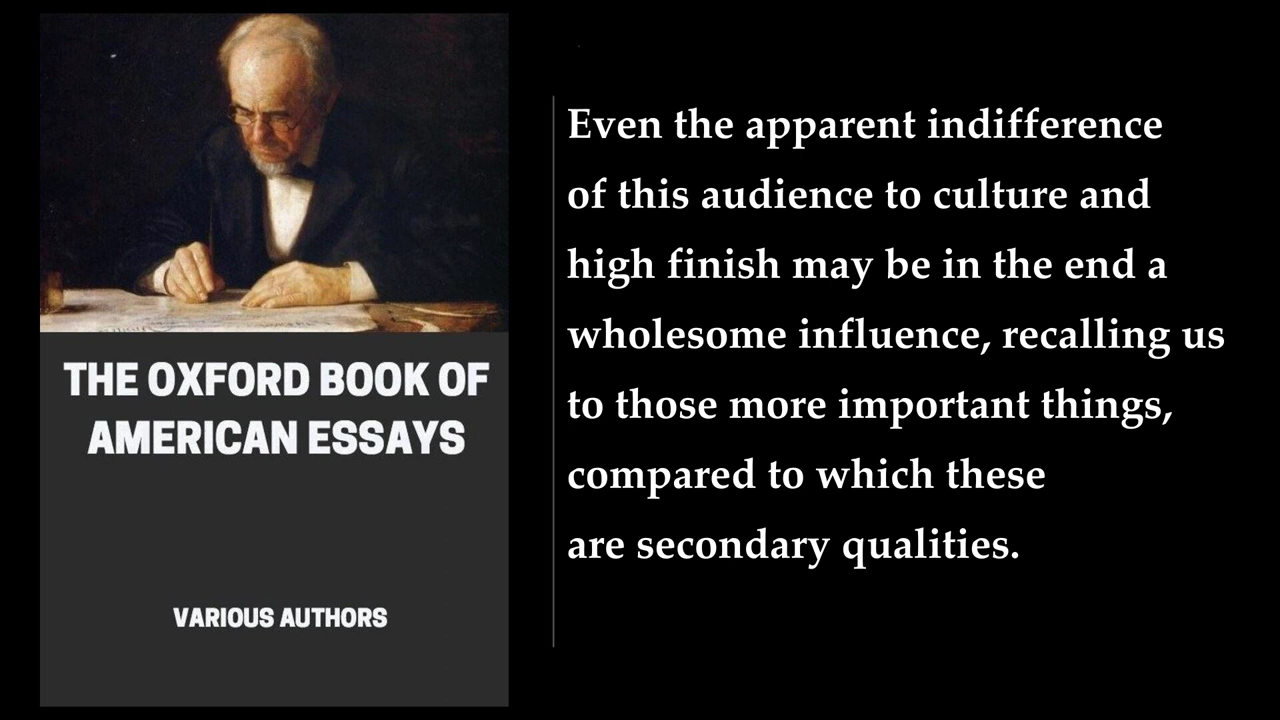 THE OXFORD BOOK OF
AMERICAN ESSAYS
VARIOUS AUTHORS
Even the apparent indifference
of this audience to culture and
high finish may be in the end a
wholesome influence, recalling us
to those more important things,
compared to which these
are secondary qualities.